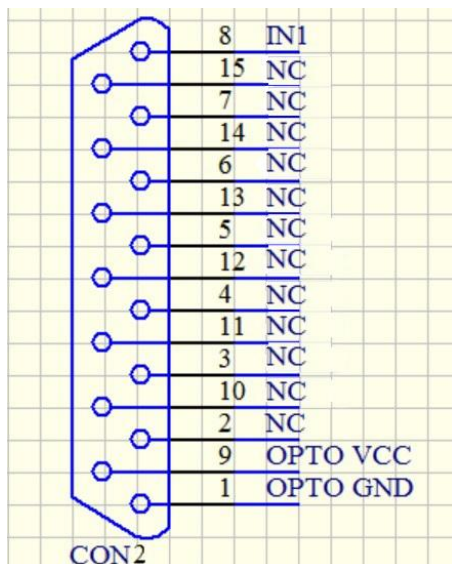 8 IN1
15 NC
7 NC
14 NC
6 NC
13 NC
5 NC
12 NC
4 NC
11 NC
3 NC
10 NC
2 NC
9 OPTO VCC
1 OPTO GND
CON2